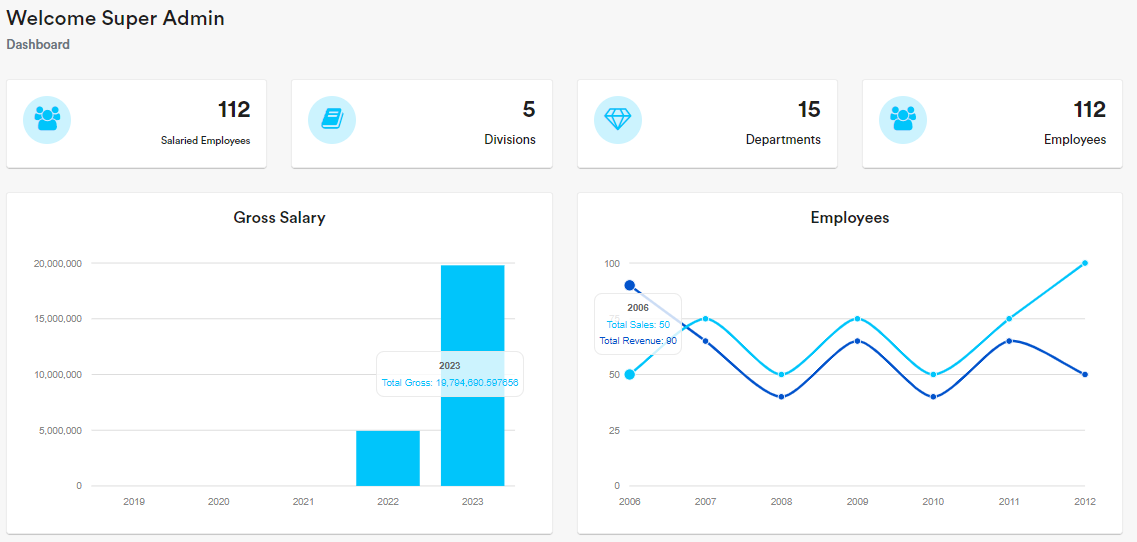 Welcome Super Admin
Dashboard
112
Salaried Employees
5
Divisions
15
Departments
112
Employees
Gross Salary
20,000,000
15,000,000
10,000,000
5,000,000
0
2019 2020 2021 2022 2023
2023
Total Gross: 19,794,690.597656
Employees
100
75
50
25
0
2006 2007 2008 2009 2010 2011 2012
2006
Total Sales: 50
Total Revenue: 90